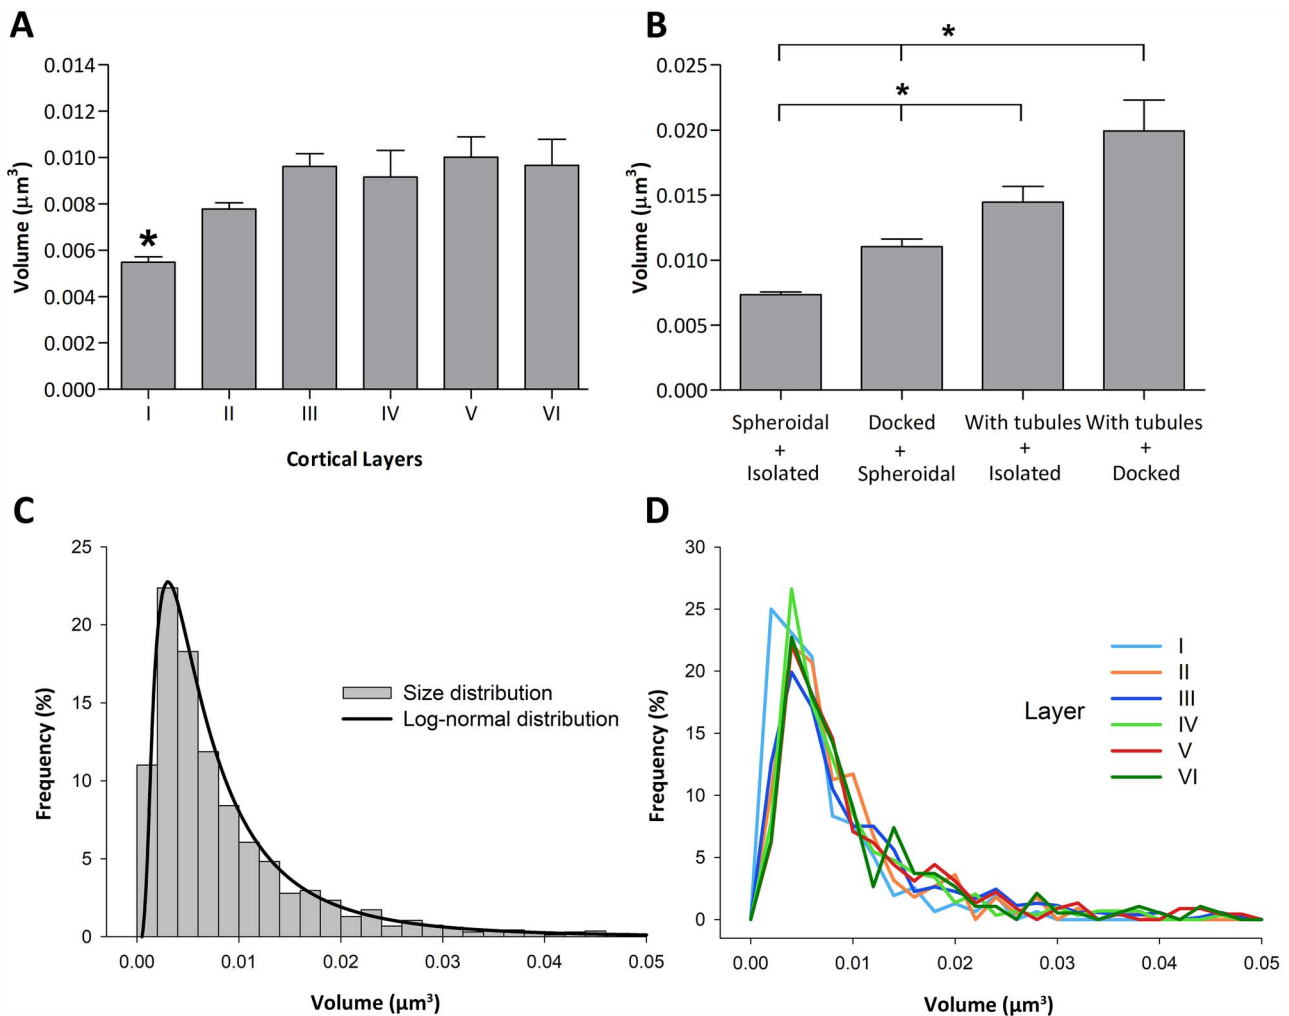 A
0.014
0.012
0.010
0.008
0.006
0.004
0.002
0.000
Volume (µm³)
*
I II III IV V VI
Cortical Layers
B
0.025
0.020
0.015
0.010
0.005
0.000
Volume (µm³)
*
*
Spheroidal Docked With tubules With tubules
+ + + +
Isolated Spheroidal Isolated Docked
C
25
20
15
10
5
0
Frequency (%)
Size distribution
Log-normal distribution
0.00 0.01 0.02 0.03 0.04 0.05
Volume (µm³)
D
30
25
20
15
10
5
0
Frequency (%)
Layer
I
II
III
IV
V
VI
0.00 0.01 0.02 0.03 0.04 0.05
Volume (µm³)